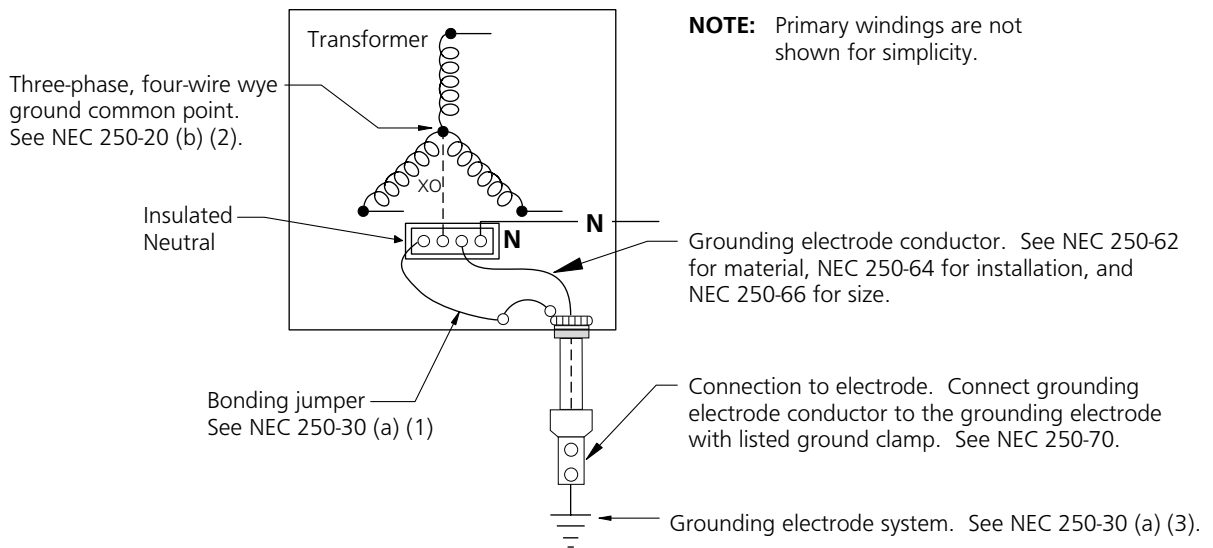 NOTE: Primary windings are not
shown for simplicity.
Transformer
Three-phase, four-wire wye
ground common point.
See NEC 250-20 (b) (2).
XO
Insulated
Neutral
N
N
Grounding electrode conductor. See NEC 250-62
for material, NEC 250-64 for installation, and
NEC 250-66 for size.
Bonding jumper
See NEC 250-30 (a) (1)
Connection to electrode. Connect grounding
electrode conductor to the grounding electrode
with listed ground clamp. See NEC 250-70.
Grounding electrode system. See NEC 250-30 (a) (3).